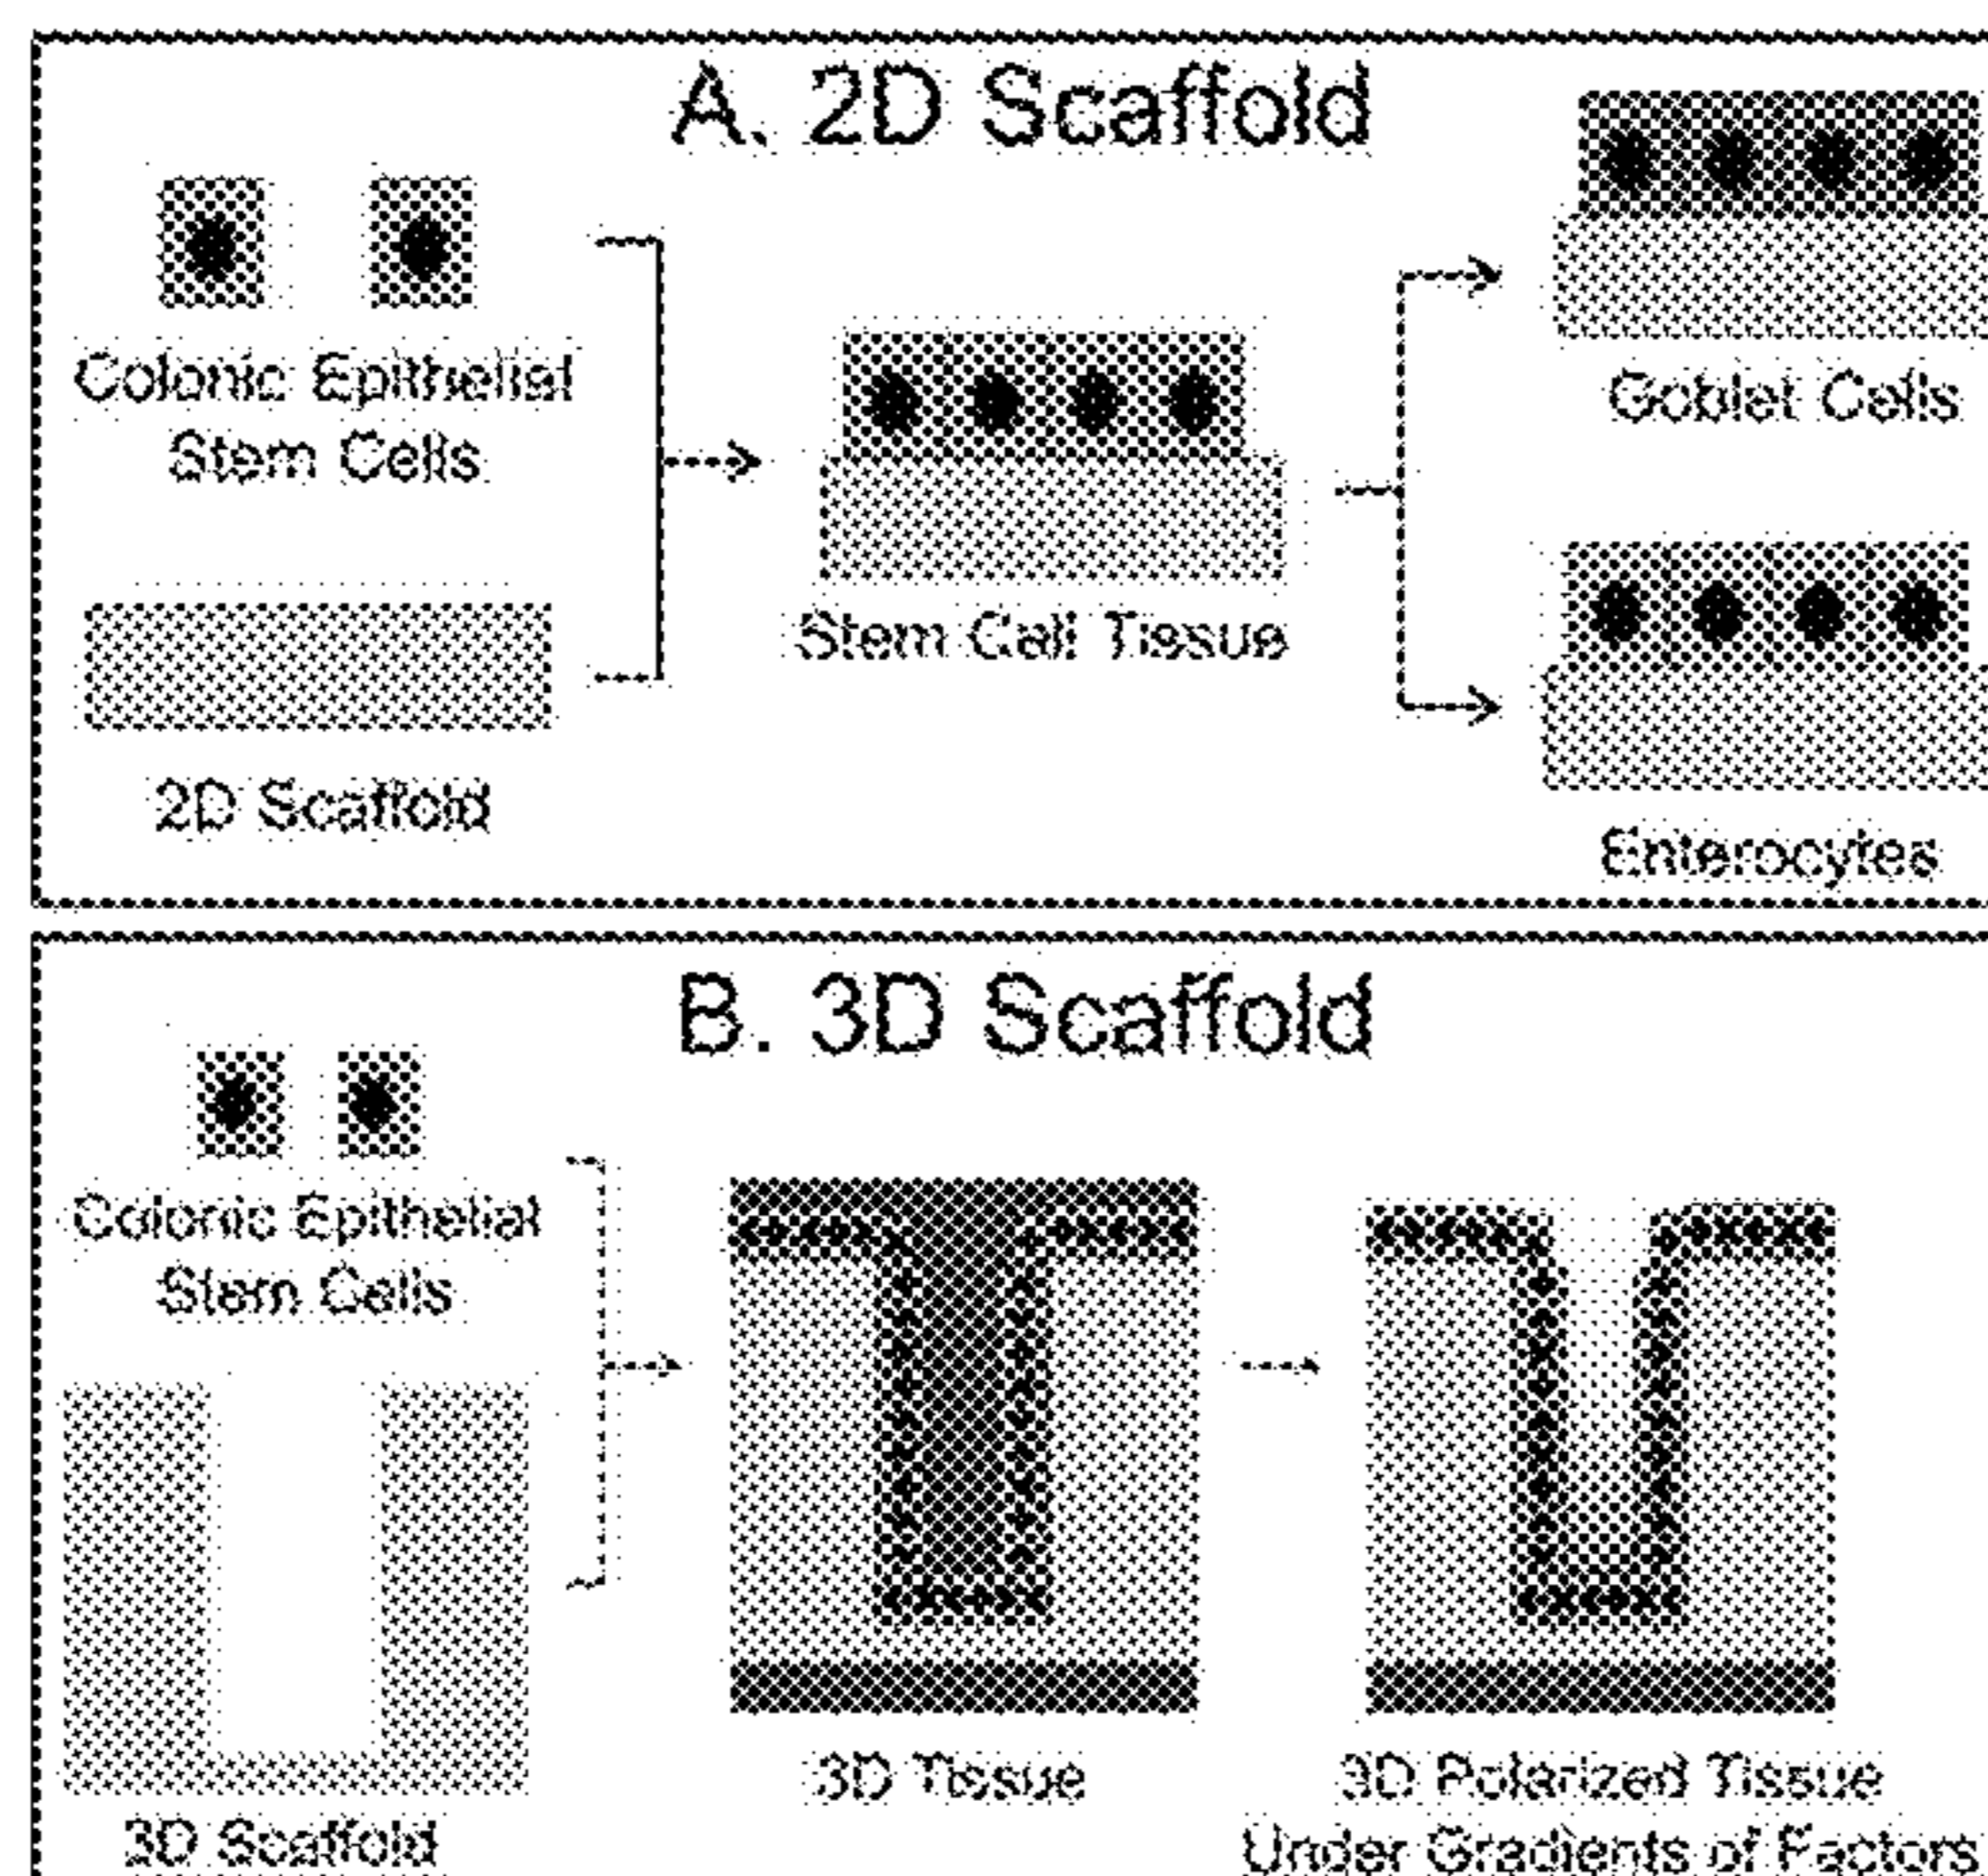 A. 2D Scaffold
Colonic Epithelial
Stem Cells
2D Scaffold
Stem Cell Tissue
Goblet Cells
Enterocytes
B. 3D Scaffold
Colonic Epithelial
Stem Cells
3D Scaffold
3D Tissue
3D Polarized Tissue
Under Gradients of Factors